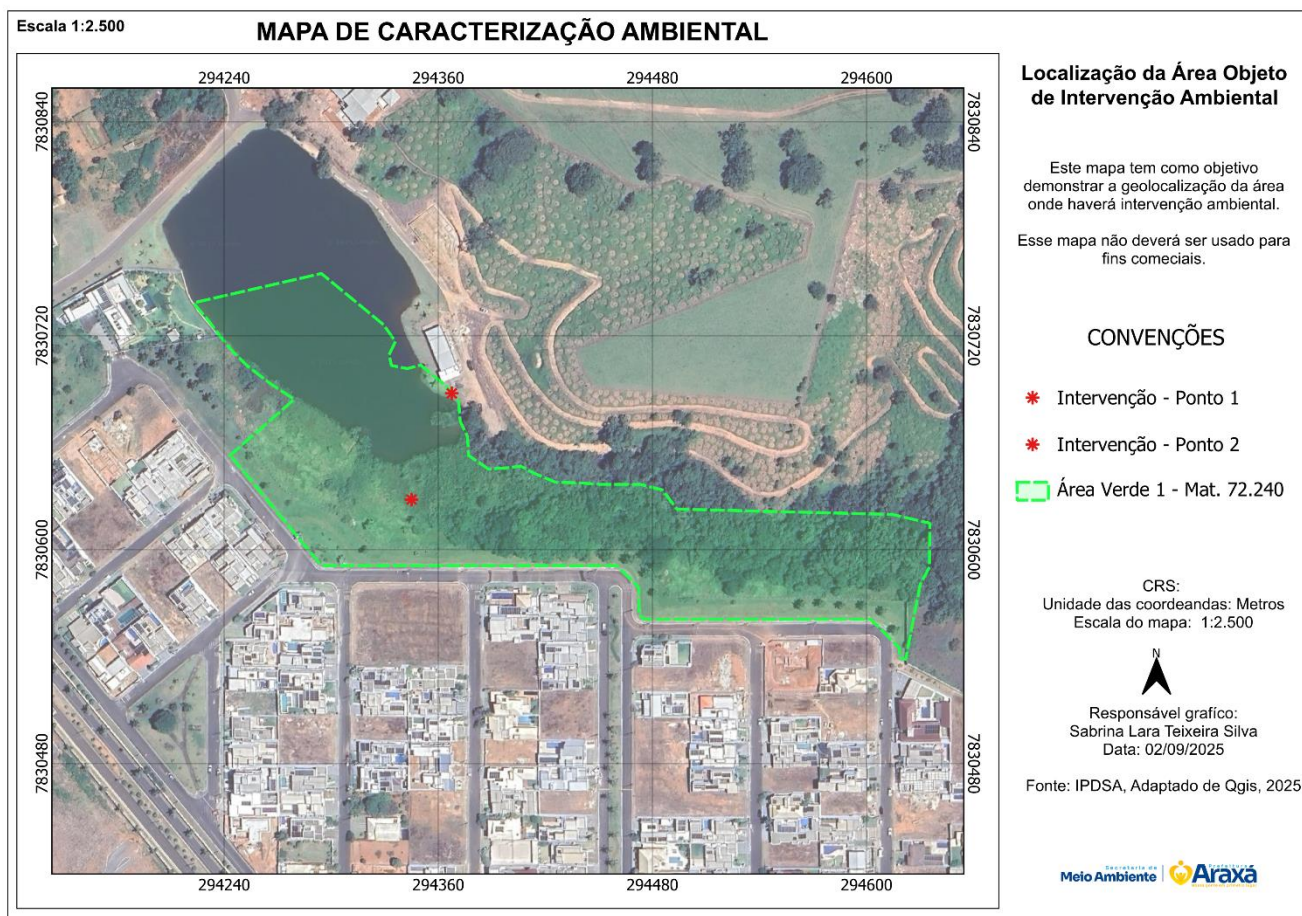 Escala 1:2.500
MAPA DE CARACTERIZAÇÃO AMBIENTAL
294240 294360 294480 294600
7830840
7830720
7830600
7830480
7830840
7830720
7830600
7830480
294240 294360 294480 294600
Localização da Área Objeto
de Intervenção Ambiental
Este mapa tem como objetivo
demonstrar a geolocalização da área
onde haverá intervenção ambiental.
Esse mapa não deverá ser usado para
fins comeciais.
CONVENÇÕES
Intervenção - Ponto 1
Intervenção - Ponto 2
Área Verde 1 - Mat. 72.240
CRS:
Unidade das coordeandas: Metros
Escala do mapa: 1:2.500
N
Responsável grafíco:
Sabrina Lara Teixeira Silva
Data: 02/09/2025
Fonte: IPDSA, Adaptado de Qgis, 2025
Secretaria de
Meio Ambiente
Prefeitura
Araxá